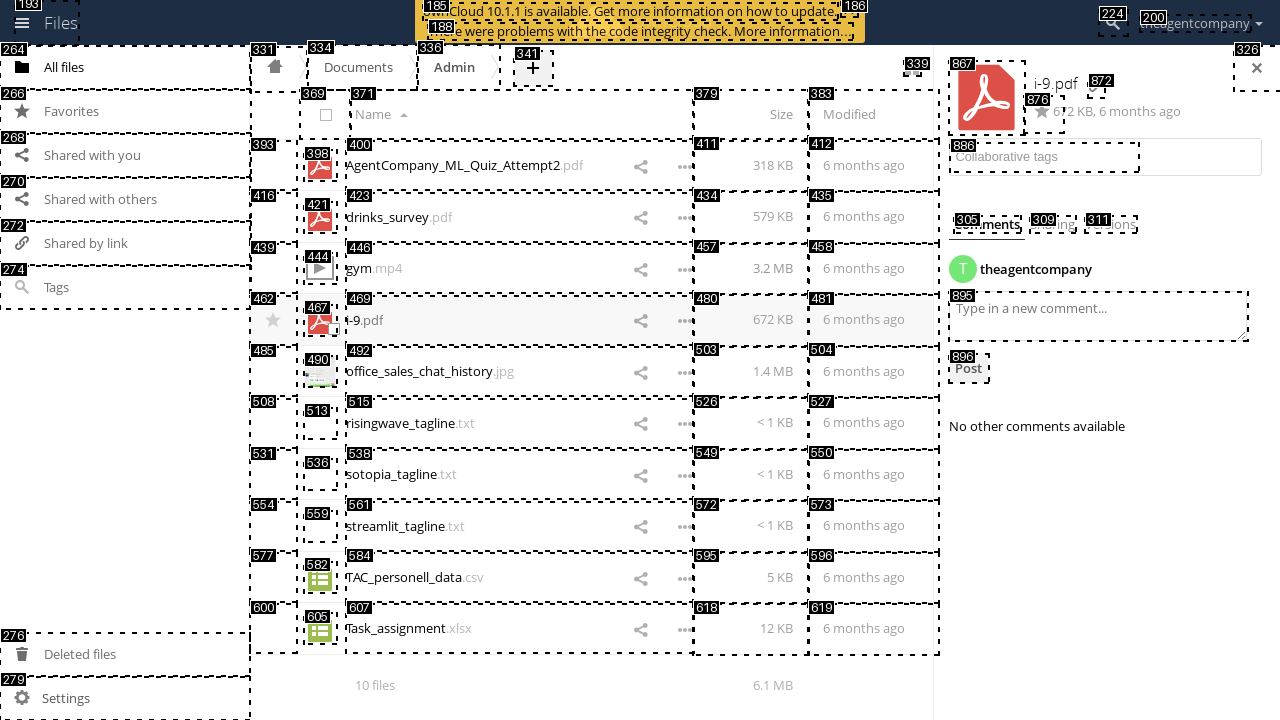 193
Files
185
ownCloud 10.1.1 is available. Get more information on how to update.
186
188
There were problems with the code integrity check. More information…
224
200
theagentcompany
264
All files
266
Favorites
268
Shared with you
270
Shared with others
272
Shared by link
274
Tags
276
Deleted files
279
Settings
331
334
Documents
336
Admin
341
+
339
326
369
371
Name
379
Size
383
Modified
393
398
400
AgentCompany_ML_Quiz_Attempt2.pdf
411
318 KB
412
6 months ago
416
421
423
drinks_survey.pdf
434
579 KB
435
6 months ago
439
444
446
gym.mp4
457
3.2 MB
458
6 months ago
462
467
469
i-9.pdf
480
672 KB
481
6 months ago
485
490
492
office_sales_chat_history.jpg
503
1.4 MB
504
6 months ago
508
513
515
risingwave_tagline.txt
526
< 1 KB
527
6 months ago
531
536
538
sotopia_tagline.txt
549
< 1 KB
550
6 months ago
554
559
561
streamlit_tagline.txt
572
< 1 KB
573
6 months ago
577
582
584
TAC_personell_data.csv
595
5 KB
596
6 months ago
600
605
607
Task_assignment.xlsx
618
12 KB
619
6 months ago
10 files
6.1 MB
867
i-9.pdf
872
876
672 KB, 6 months ago
886
Collaborative tags
305
Comments
309
Sharing
311
Versions
T
theagentcompany
895
Type in a new comment...
896
Post
No other comments available